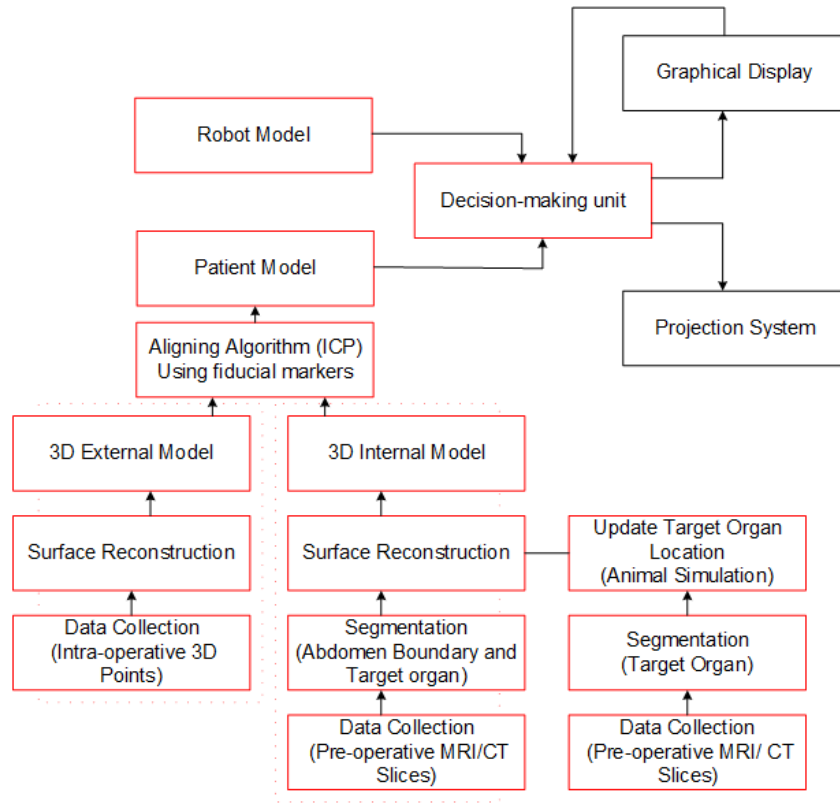 Graphical Display
Robot Model
Decision-making unit
Patient Model
Projection System
Aligning Algorithm (ICP)
Using fiducial markers
3D External Model
3D Internal Model
Surface Reconstruction
Surface Reconstruction
Update Target Organ
Location
(Animal Simulation)
Data Collection
(Intra-operative 3D
Points)
Segmentation
(Abdomen Boundary and
Target organ)
Segmentation
(Target Organ)
Data Collection
(Pre-operative MRI/CT
Slices)
Data Collection
(Pre-operative MRI/ CT
Slices)